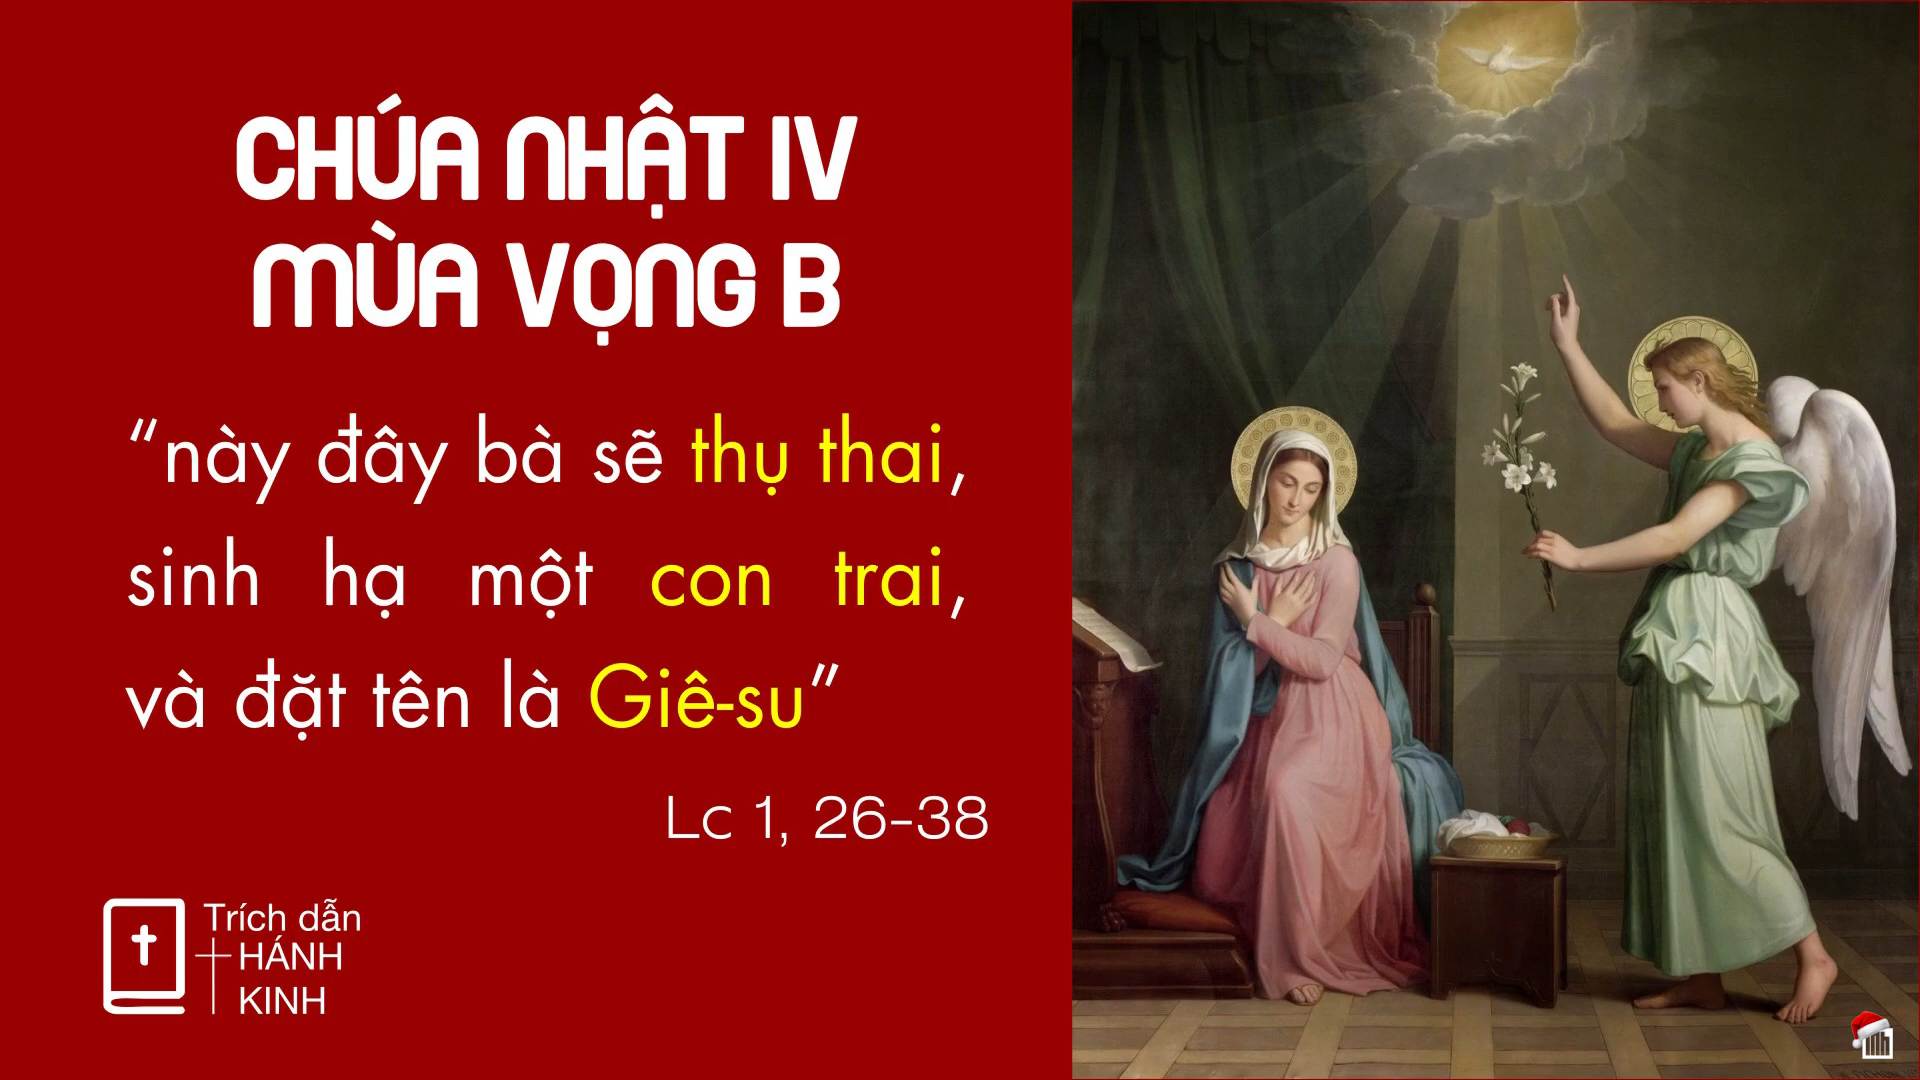 CHÚA NHẬT IV
MÙA VỌNG B
“này đây bà sẽ thụ thai,
sinh hạ một con trai,
và đặt tên là Giê-su”
Lc 1, 26-38
Trích dẫn
HÁNH
KINH